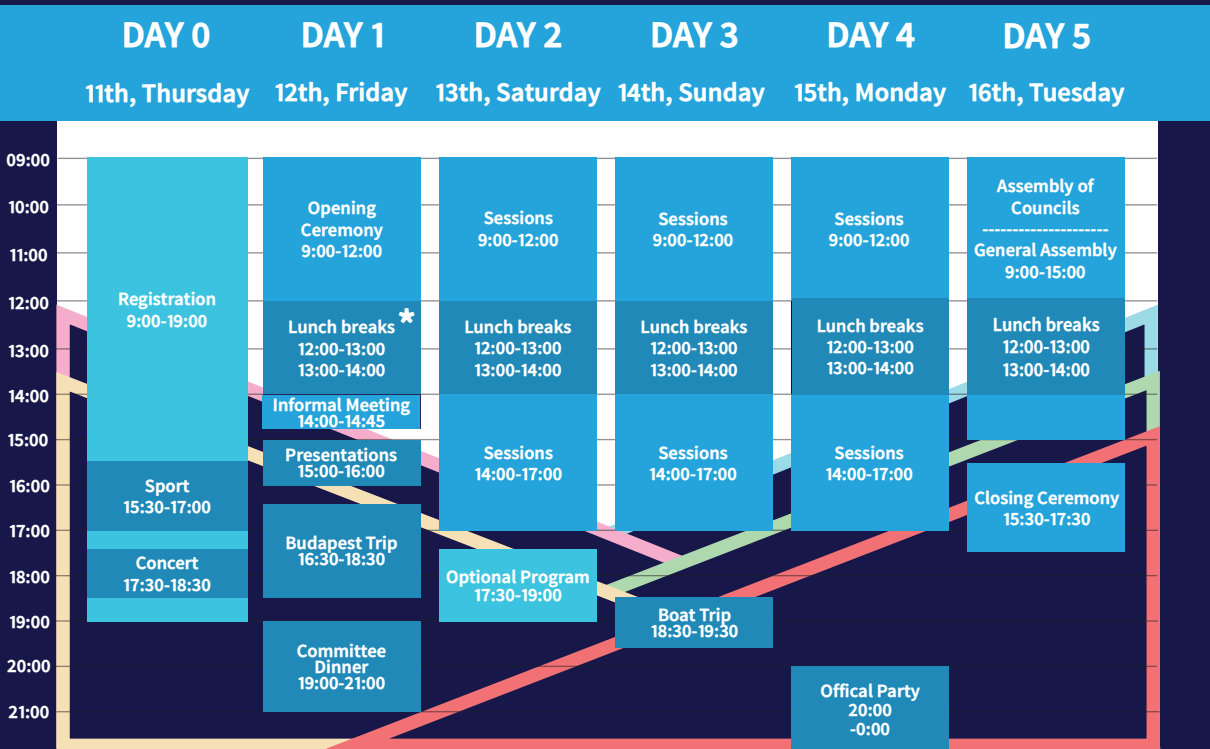 DAY 0
DAY 1
DAY 2
DAY 3
DAY 4
DAY 5
11th, Thursday
12th, Friday
13th, Saturday
14th, Sunday
15th, Monday
16th, Tuesday
09:00
10:00
11:00
12:00
13:00
14:00
15:00
16:00
17:00
18:00
19:00
20:00
21:00
Registration
9:00-19:00
Sport
15:30-17:00
Concert
17:30-18:30
Opening
Ceremony
9:00-12:00
Lunch breaks *
12:00-13:00
13:00-14:00
Informal Meeting
14:00-14:45
Presentations
15:00-16:00
Budapest Trip
16:30-18:30
Committee
Dinner
19:00-21:00
Sessions
9:00-12:00
Lunch breaks
12:00-13:00
13:00-14:00
Sessions
14:00-17:00
Optional Program
17:30-19:00
Sessions
9:00-12:00
Lunch breaks
12:00-13:00
13:00-14:00
Sessions
14:00-17:00
Boat Trip
18:30-19:30
Sessions
9:00-12:00
Lunch breaks
12:00-13:00
13:00-14:00
Sessions
14:00-17:00
Offical Party
20:00
-0:00
Assembly of
Councils
----------------------
General Assembly
9:00-15:00
Lunch breaks
12:00-13:00
13:00-14:00
Closing Ceremony
15:30-17:30